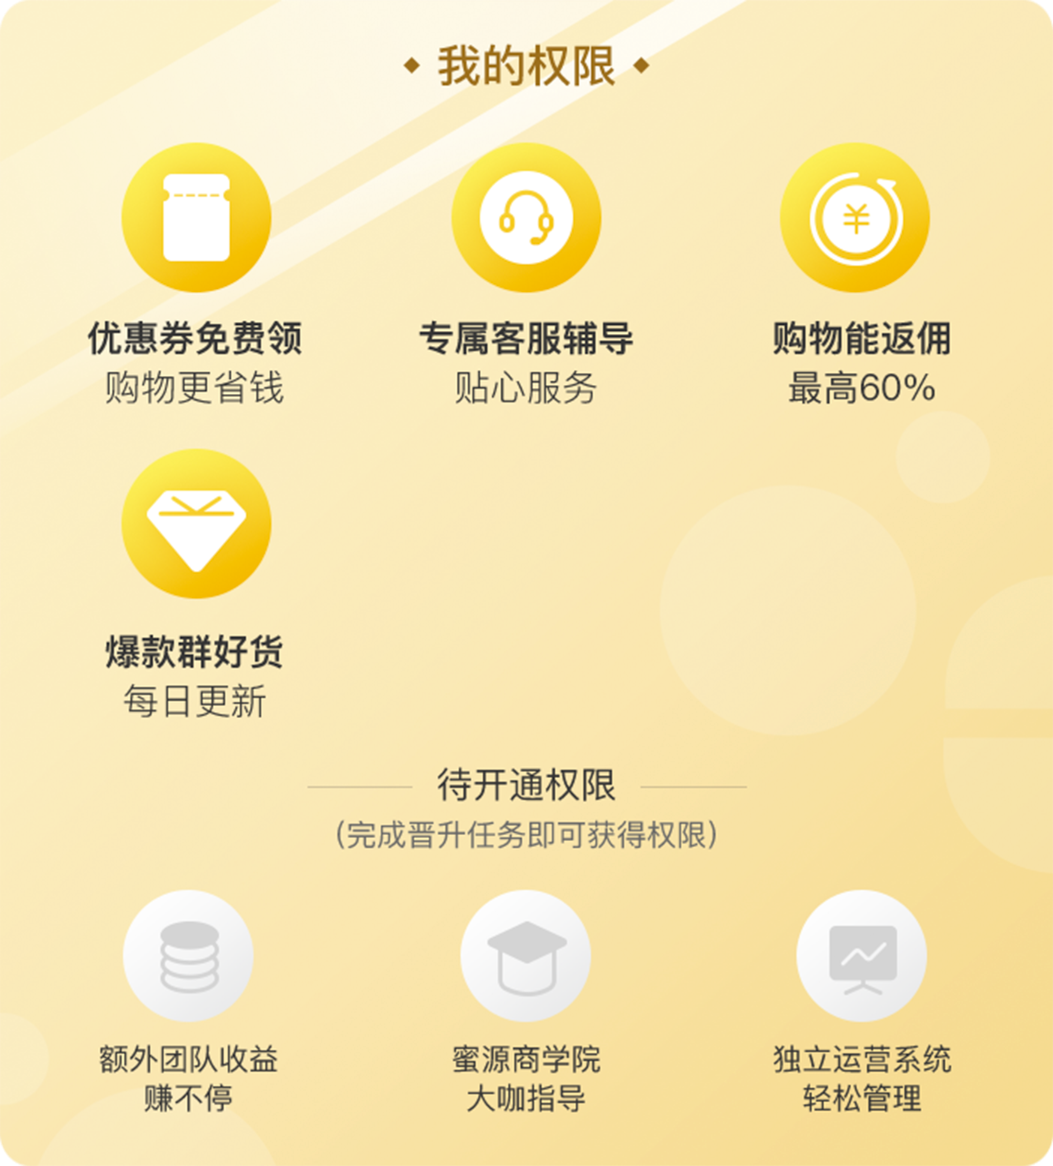 我的权限
优惠券免费领
购物更省钱
专属客服辅导
贴心服务
¥
购物能返佣
最高60%
爆款群好货
每日更新
待开通权限
(完成晋升任务即可获得权限)
额外团队收益
赚不停
蜜源商学院
大咖指导
独立运营系统
轻松管理